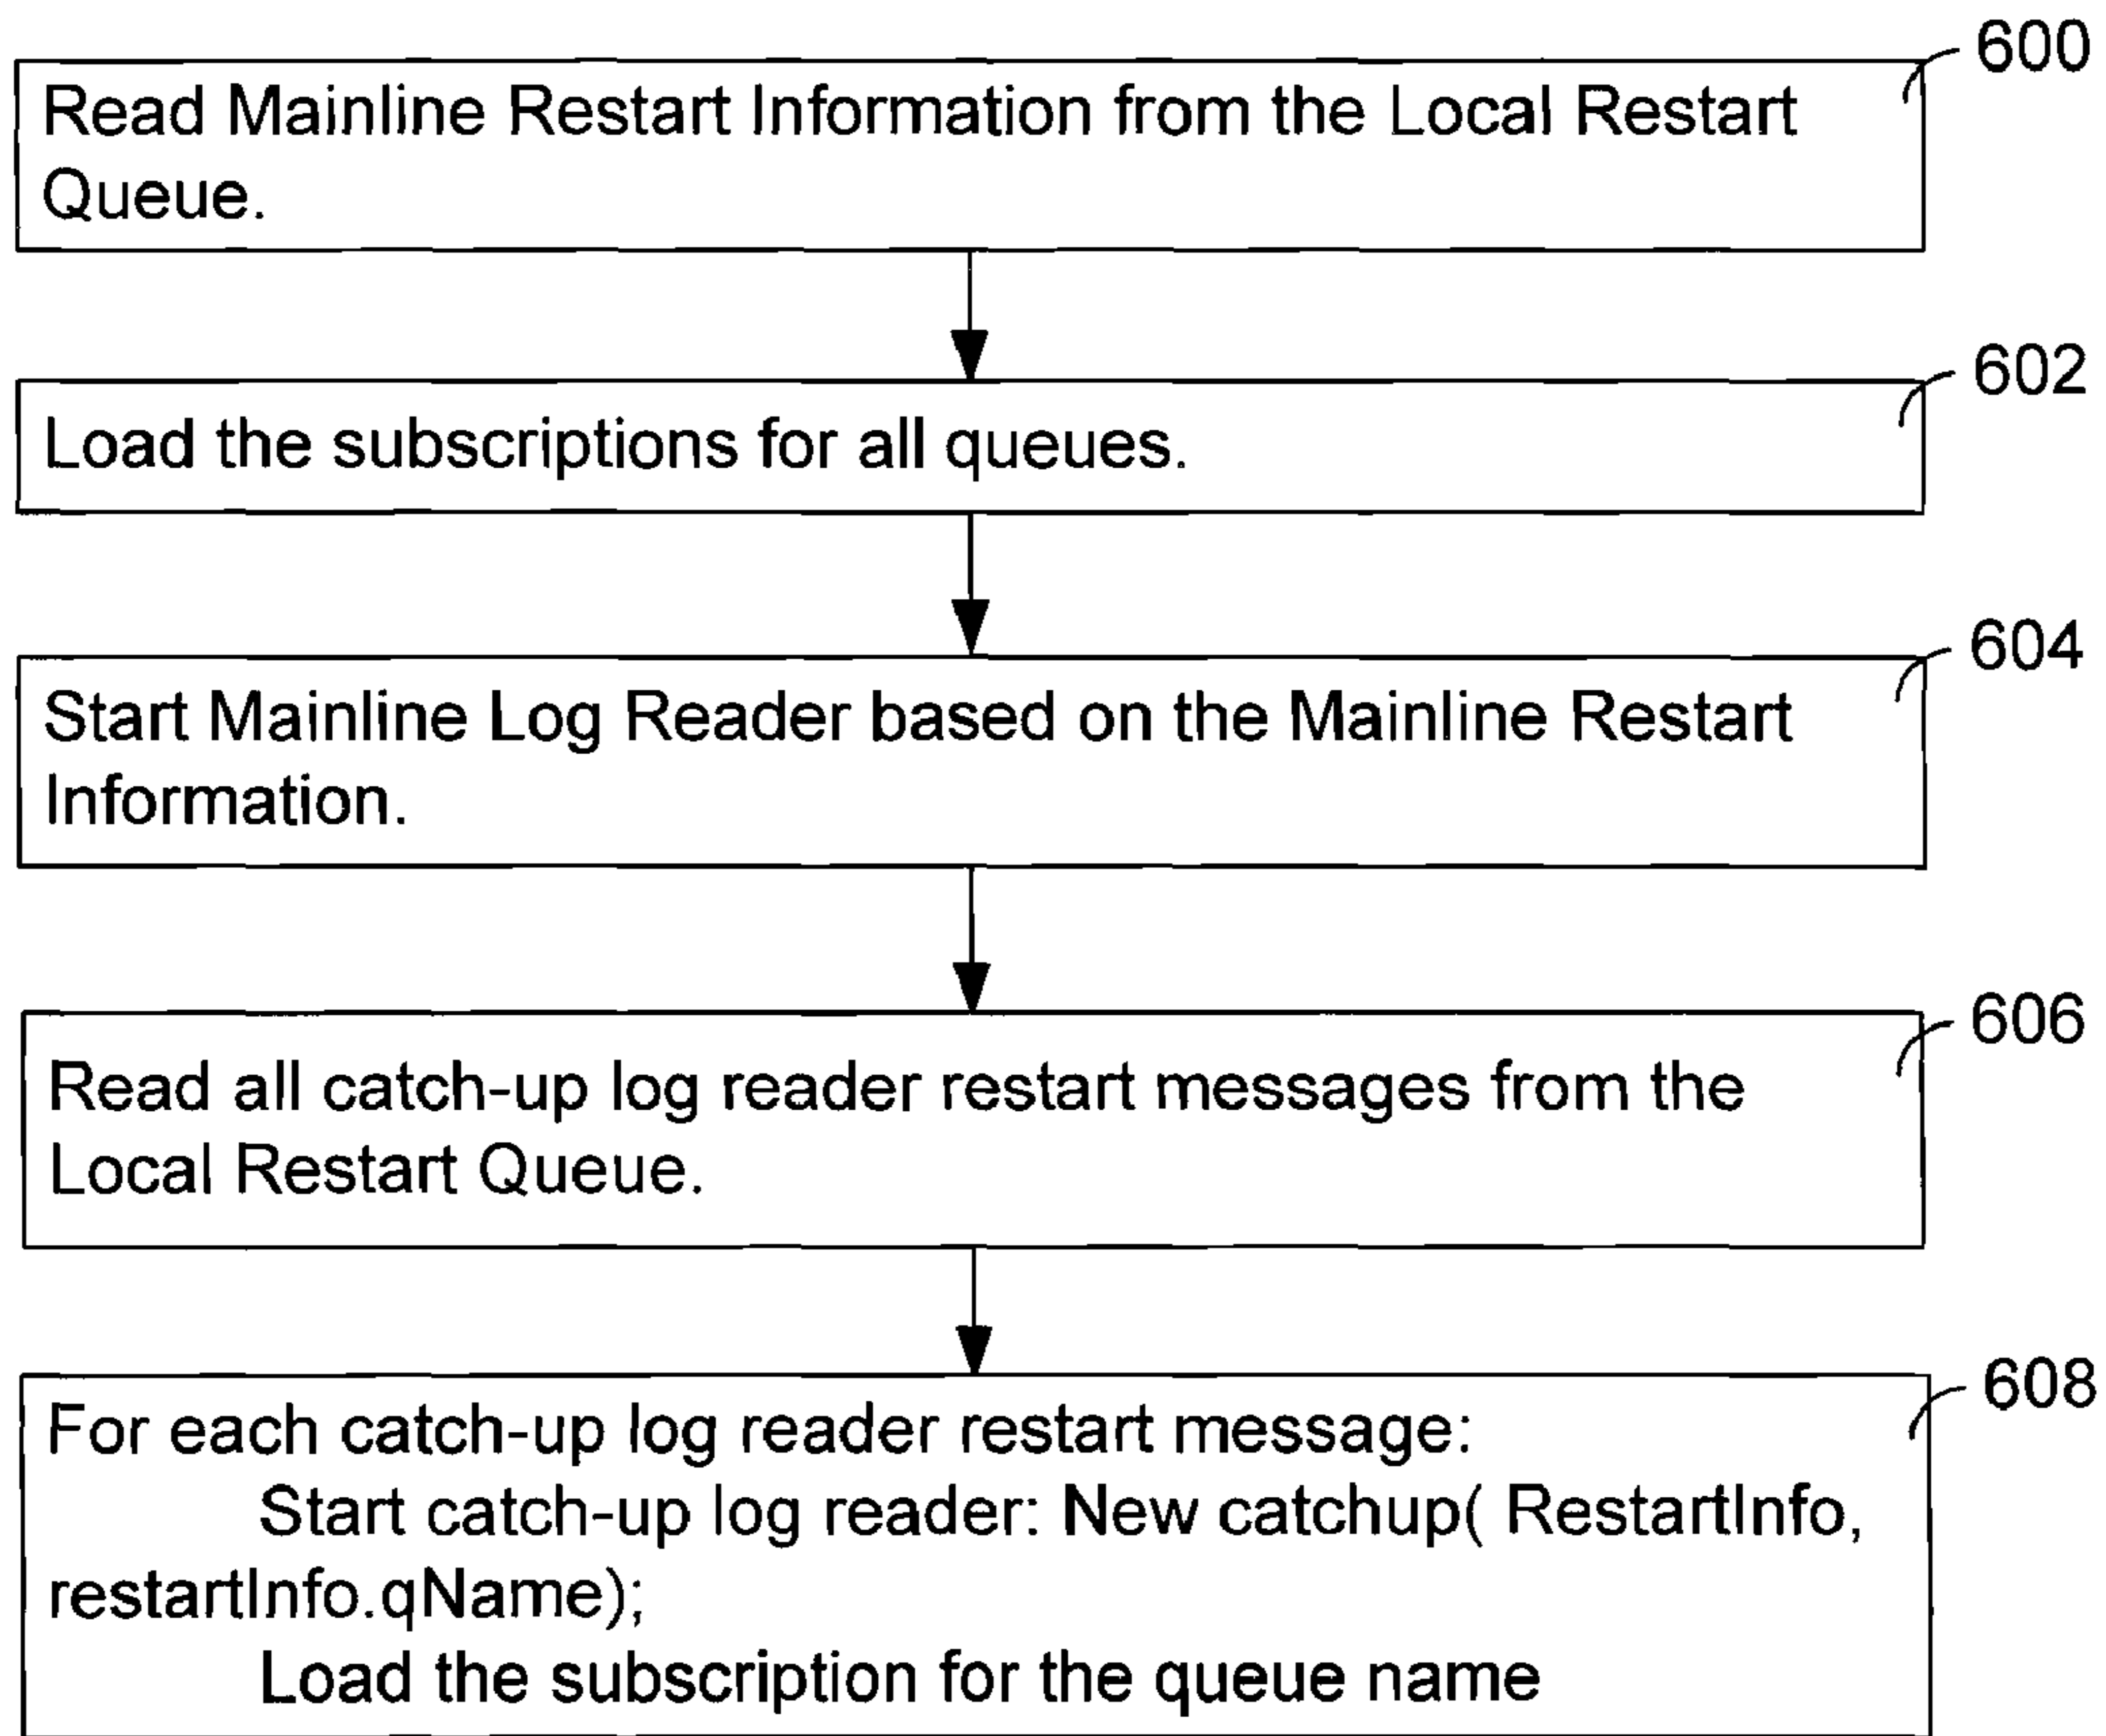 600
Read Mainline Restart Information from the Local Restart
Queue.
602
Load the subscriptions for all queues.
604
Start Mainline Log Reader based on the Mainline Restart
Information.
606
Read all catch-up log reader restart messages from the
Local Restart Queue.
608
For each catch-up log reader restart message:
Start catch-up log reader: New catchup( RestartInfo,
restartInfo.qName);
Load the subscription for the queue name